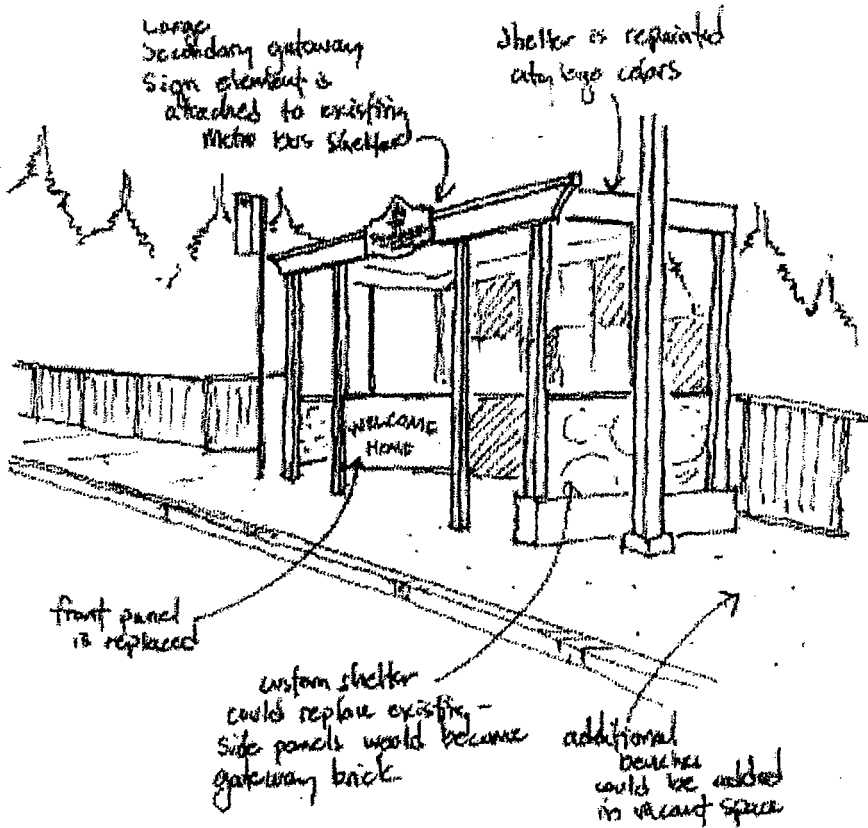 Large
Secondary gateway
Sign element is
attached to existing
Metro bus shelter
shelter is repainted
logo colors
WELCOME
HOME
front panel
is replaced
custom shelter
could replace existing -
side panels would become
gateway brick
additional
benches
could be added
in vacant space